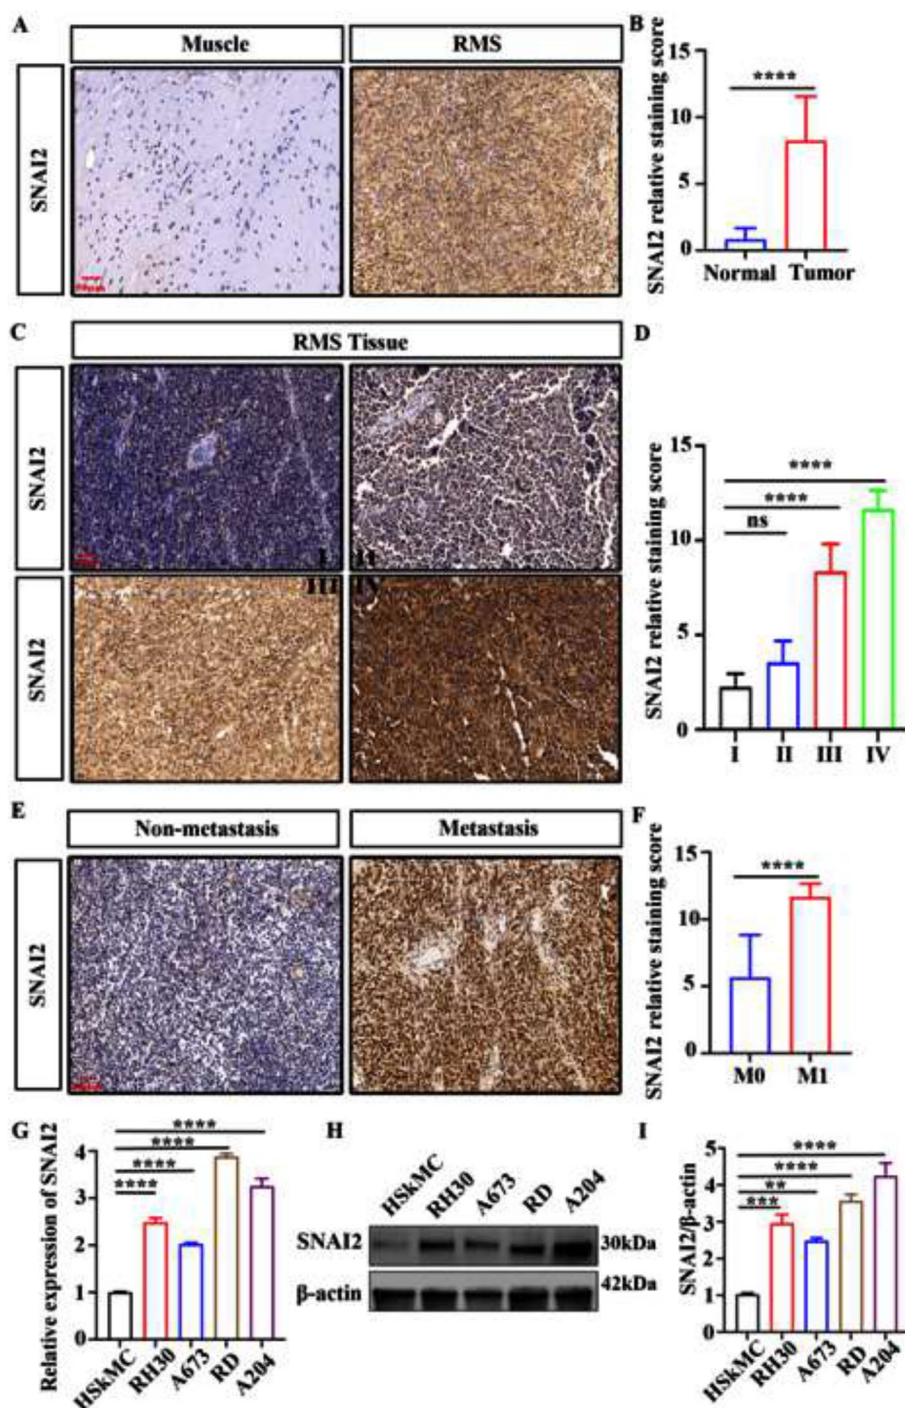 A
Muscle
RMS
SNAI2
B
SNAI2 relative staining score
15
10
5
0
****
Normal
Tumor
C
RMS Tissue
SNAI2
I
II
SNAI2
III
IV
D
SNAI2 relative staining score
15
10
5
0
****
****
ns
I
II
III
IV
E
Non-metastasis
Metastasis
SNAI2
F
SNAI2 relative staining score
15
10
5
0
****
M0
M1
G
Relative expression of SNAI2
4
3
2
1
0
****
****
****
****
HSkMC
RH30
A673
RD
A204
H
HSkMC
RH30
A673
RD
A204
SNAI2
30kDa
β-actin
42kDa
I
SNAI2/β-actin
5
4
3
2
1
0
****
****
**
***
HSkMC
RH30
A673
RD
A204